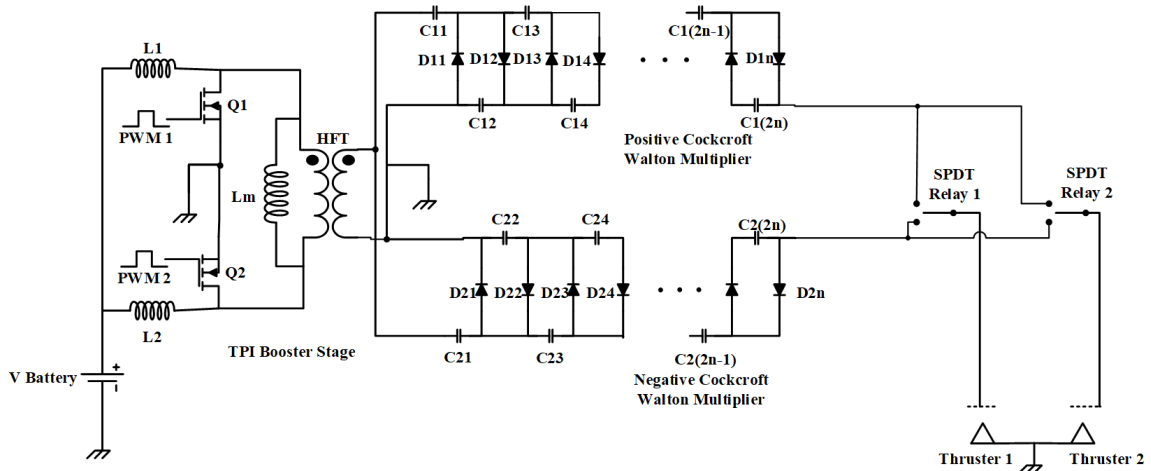 C11
C13
C1(2n-1)
L1
D11
D12
D13
D14
D1n
Q1
PWM 1
HFT
C12
C14
C1(2n)
Positive Cockcroft
Walton Multiplier
SPDT
Relay 1
SPDT
Relay 2
Lm
C22
C24
C2(2n)
PWM 2
Q2
D21
D22
D23
D24
D2n
L2
TPI Booster Stage
C21
C23
C2(2n-1)
V Battery
+
Negative Cockcroft
Walton Multiplier
Thruster 1
Thruster 2